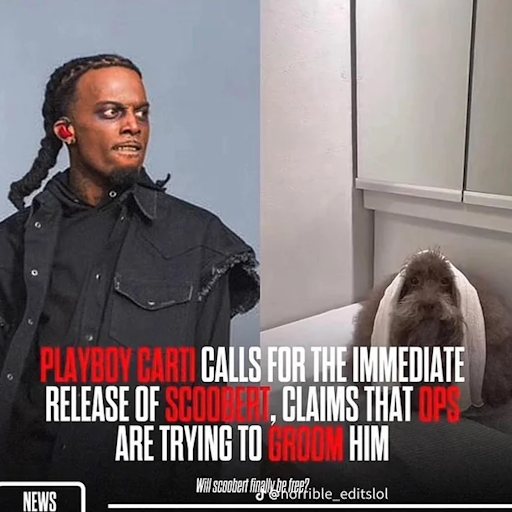 PLAYBOY CARTI CALLS FOR THE IMMEDIATE
RELEASE OF SCOOBERT, CLAIMS THAT OPS
ARE TRYING TO GROOM HIM
Will scoobert finally be free?
@horrible_editslol
NEWS